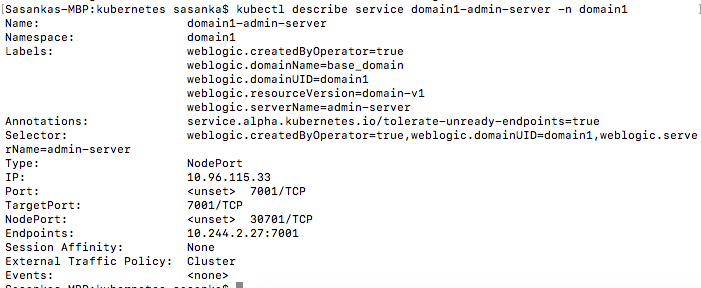 [Sasankas-MBP:kubernetes sasanka$ kubectl describe service domain1-admin-server -n domain1 ]
Name: domain1-admin-server
Namespace: domain1
Labels: weblogic.createdByOperator=true
weblogic.domainName=base_domain
weblogic.domainUID=domain1
weblogic.resourceVersion=domain-v1
weblogic.serverName=admin-server
Annotations: service.alpha.kubernetes.io/tolerate-unready-endpoints=true
Selector: weblogic.createdByOperator=true,weblogic.domainUID=domain1,weblogic.serve
rName=admin-server
Type: NodePort
IP: 10.96.115.33
Port: <unset> 7001/TCP
TargetPort: 7001/TCP
NodePort: <unset> 30701/TCP
Endpoints: 10.244.2.27:7001
Session Affinity: None
External Traffic Policy: Cluster
Events: <none>
Sasankas-MBP:kubernetes sasanka$